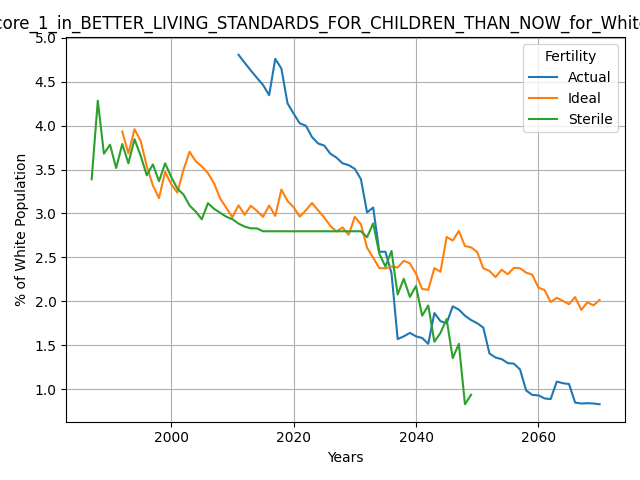 core_1_in_BETTER_LIVING_STANDARDS_FOR_CHILDREN_THAN_NOW_for_White
Fertility
Actual
Ideal
Sterile
5.0
4.5
4.0
3.5
3.0
2.5
2.0
1.5
1.0
% of White Population
2000
2020
2040
2060
Years